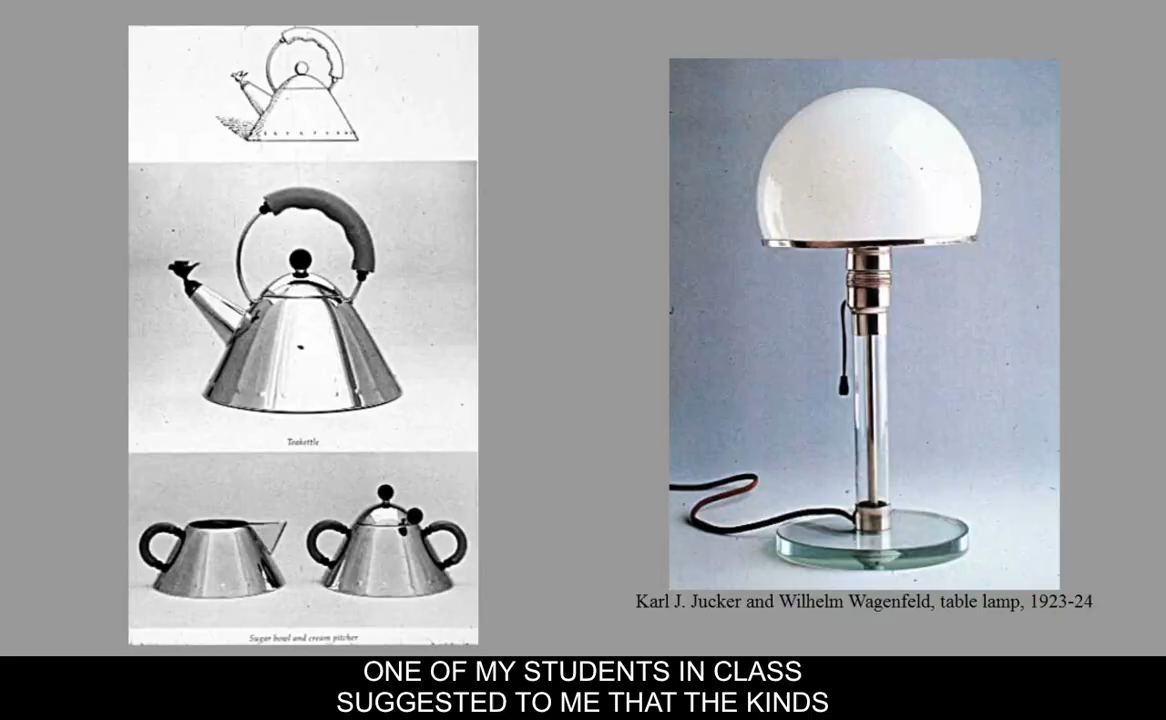 Teakettle
Sugar bowl and cream pitcher
Karl J. Jucker and Wilhelm Wagenfeld, table lamp, 1923-24
ONE OF MY STUDENTS IN CLASS
SUGGESTED TO ME THAT THE KINDS